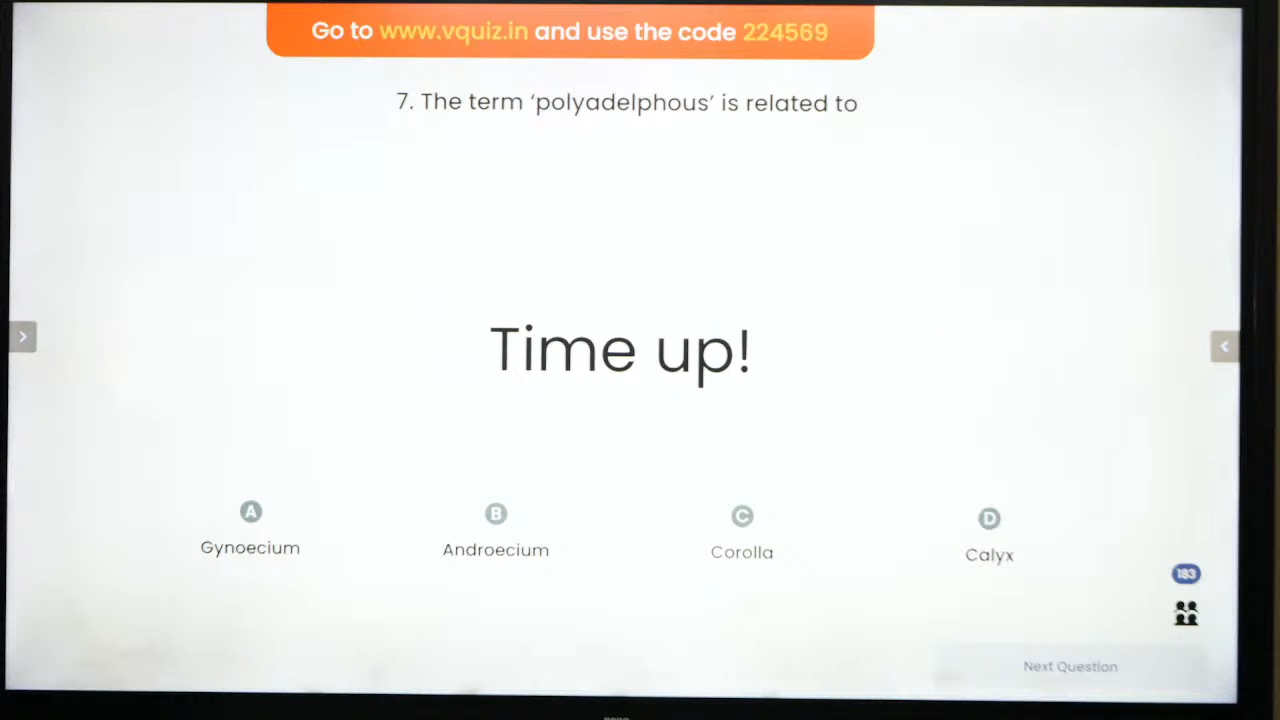 Go to www.vquiz.in and use the code 224569
7. The term ‘polyadelphous’ is related to
Time up!
A
B
C
D
Gynoecium
Androecium
Corolla
Calyx
183
Next Question